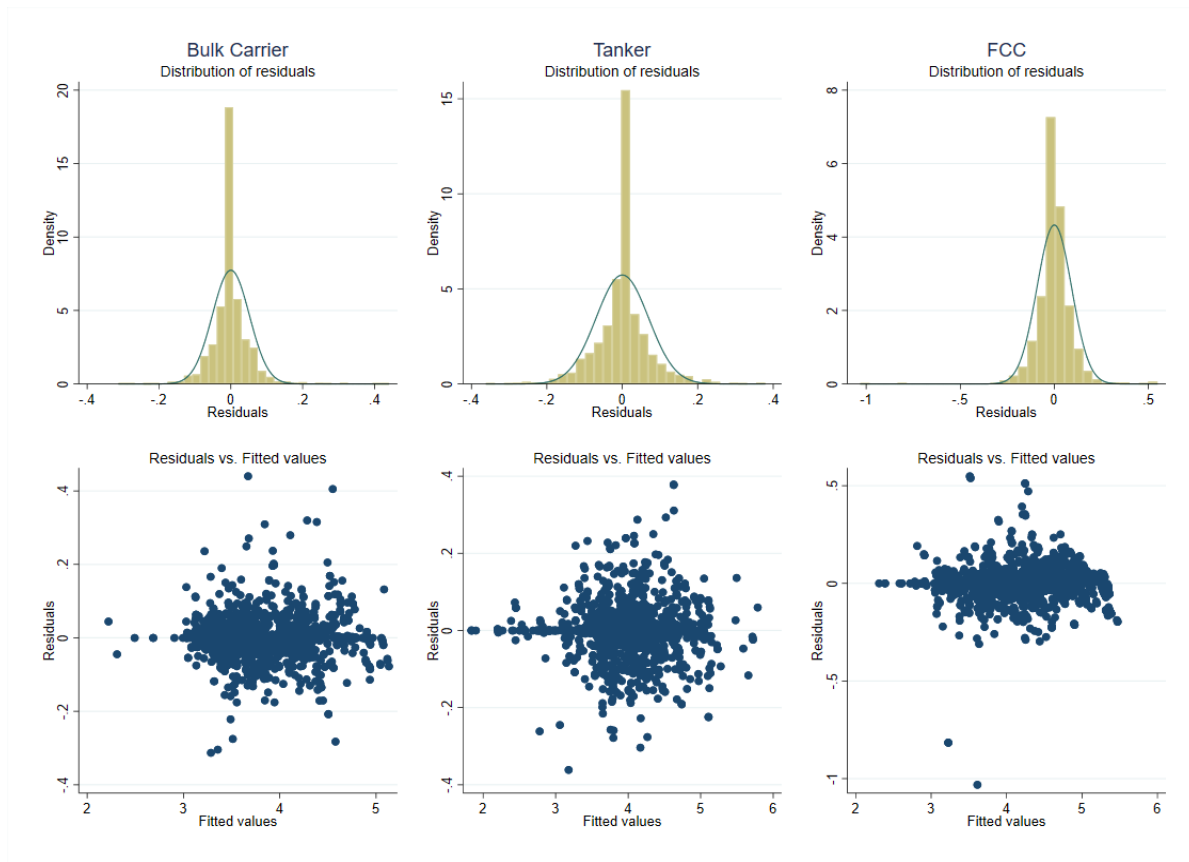 Bulk Carrier
Distribution of residuals
Density
0
5
10
15
20
-.4
-.2
0
.2
.4
Residuals
Tanker
Distribution of residuals
Density
0
5
10
15
-.4
-.2
0
.2
.4
Residuals
FCC
Distribution of residuals
Density
0
2
4
6
8
-1
-.5
0
.5
Residuals
Residuals vs. Fitted values
Residuals
-.4
-.2
0
.2
.4
2
3
4
5
Fitted values
Residuals vs. Fitted values
Residuals
-.4
-.2
0
.2
.4
2
3
4
5
6
Fitted values
Residuals vs. Fitted values
Residuals
-1
-.5
0
.5
2
3
4
5
6
Fitted values